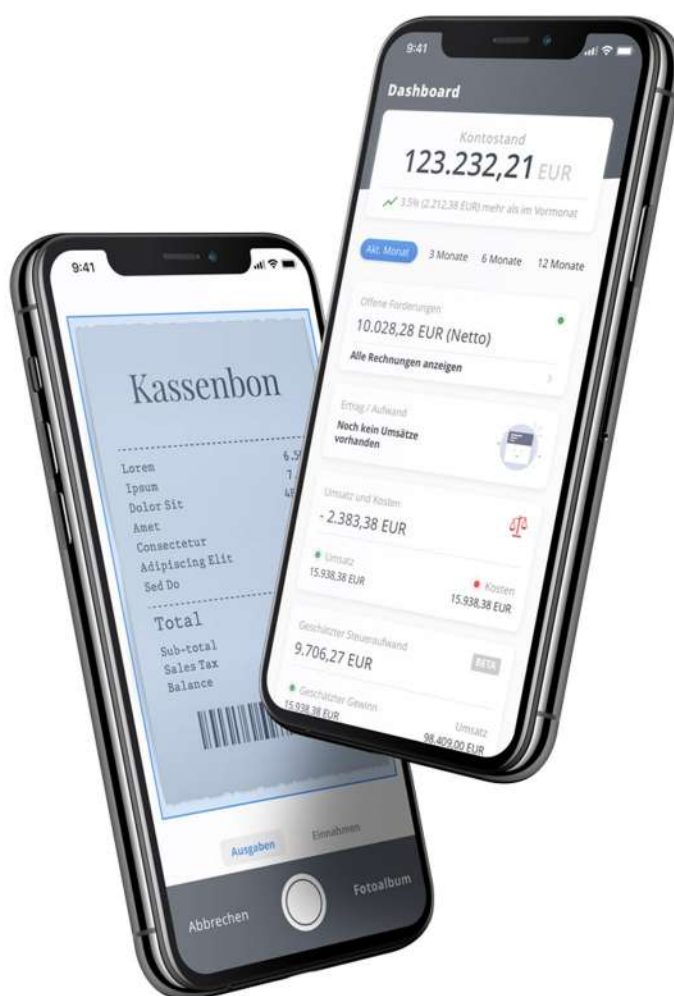 9:41
Dashboard
Kontostand
123.232,21 EUR
3.5% (2.212,38 EUR) mehr als im Vormonat
Akt. Monat 3 Monate 6 Monate 12 Monate
Offene Forderungen
10.028,28 EUR (Netto)
Alle Rechnungen anzeigen
Ertrag / Aufwand
Noch kein Umsätze
vorhanden
Umsatz und Kosten
- 2.383,38 EUR
Umsatz
15.938,38 EUR
Kosten
15.938,38 EUR
Geschätzter Steueraufwand
9.706,27 EUR
BETA
Geschätzter Gewinn
15.938,38 EUR
Umsatz
98.409,00 EUR
9:41
Kassenbon
Lorem
Ipsum
Dolor Sit
Amet
Consectetur
Adipiscing Elit
Sed Do
Total
Sub-total
Sales Tax
Balance
Ausgaben Einnahmen
Abbrechen Fotoalbum